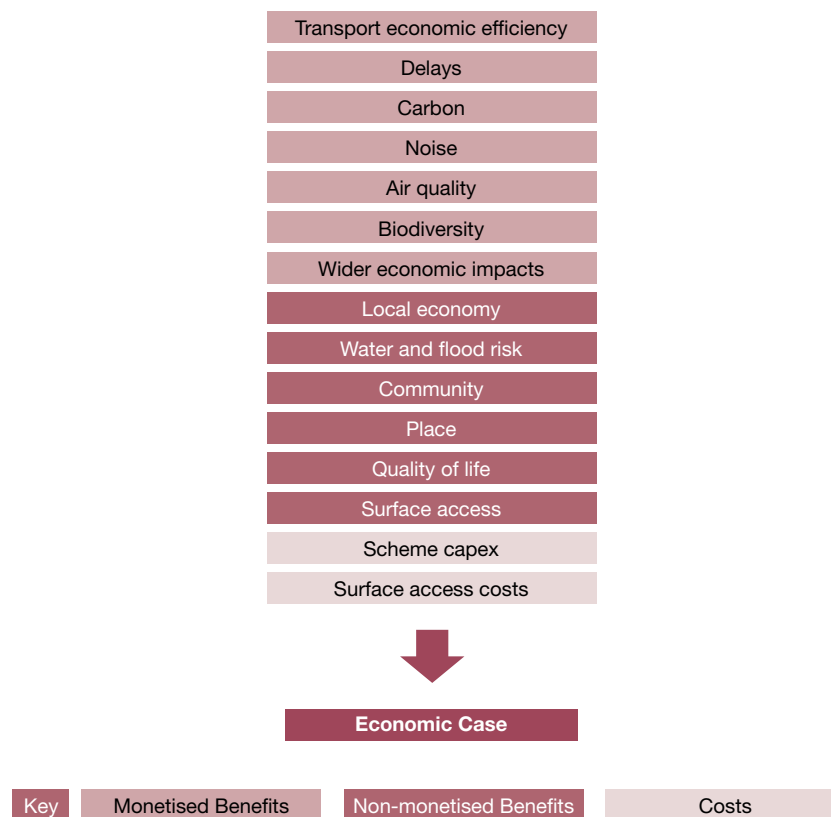 Transport economic efficiency
Delays
Carbon
Noise
Air quality
Biodiversity
Wider economic impacts
Local economy
Water and flood risk
Community
Place
Quality of life
Surface access
Scheme capex
Surface access costs
Economic Case
Key Monetised Benefits Non-monetised Benefits Costs